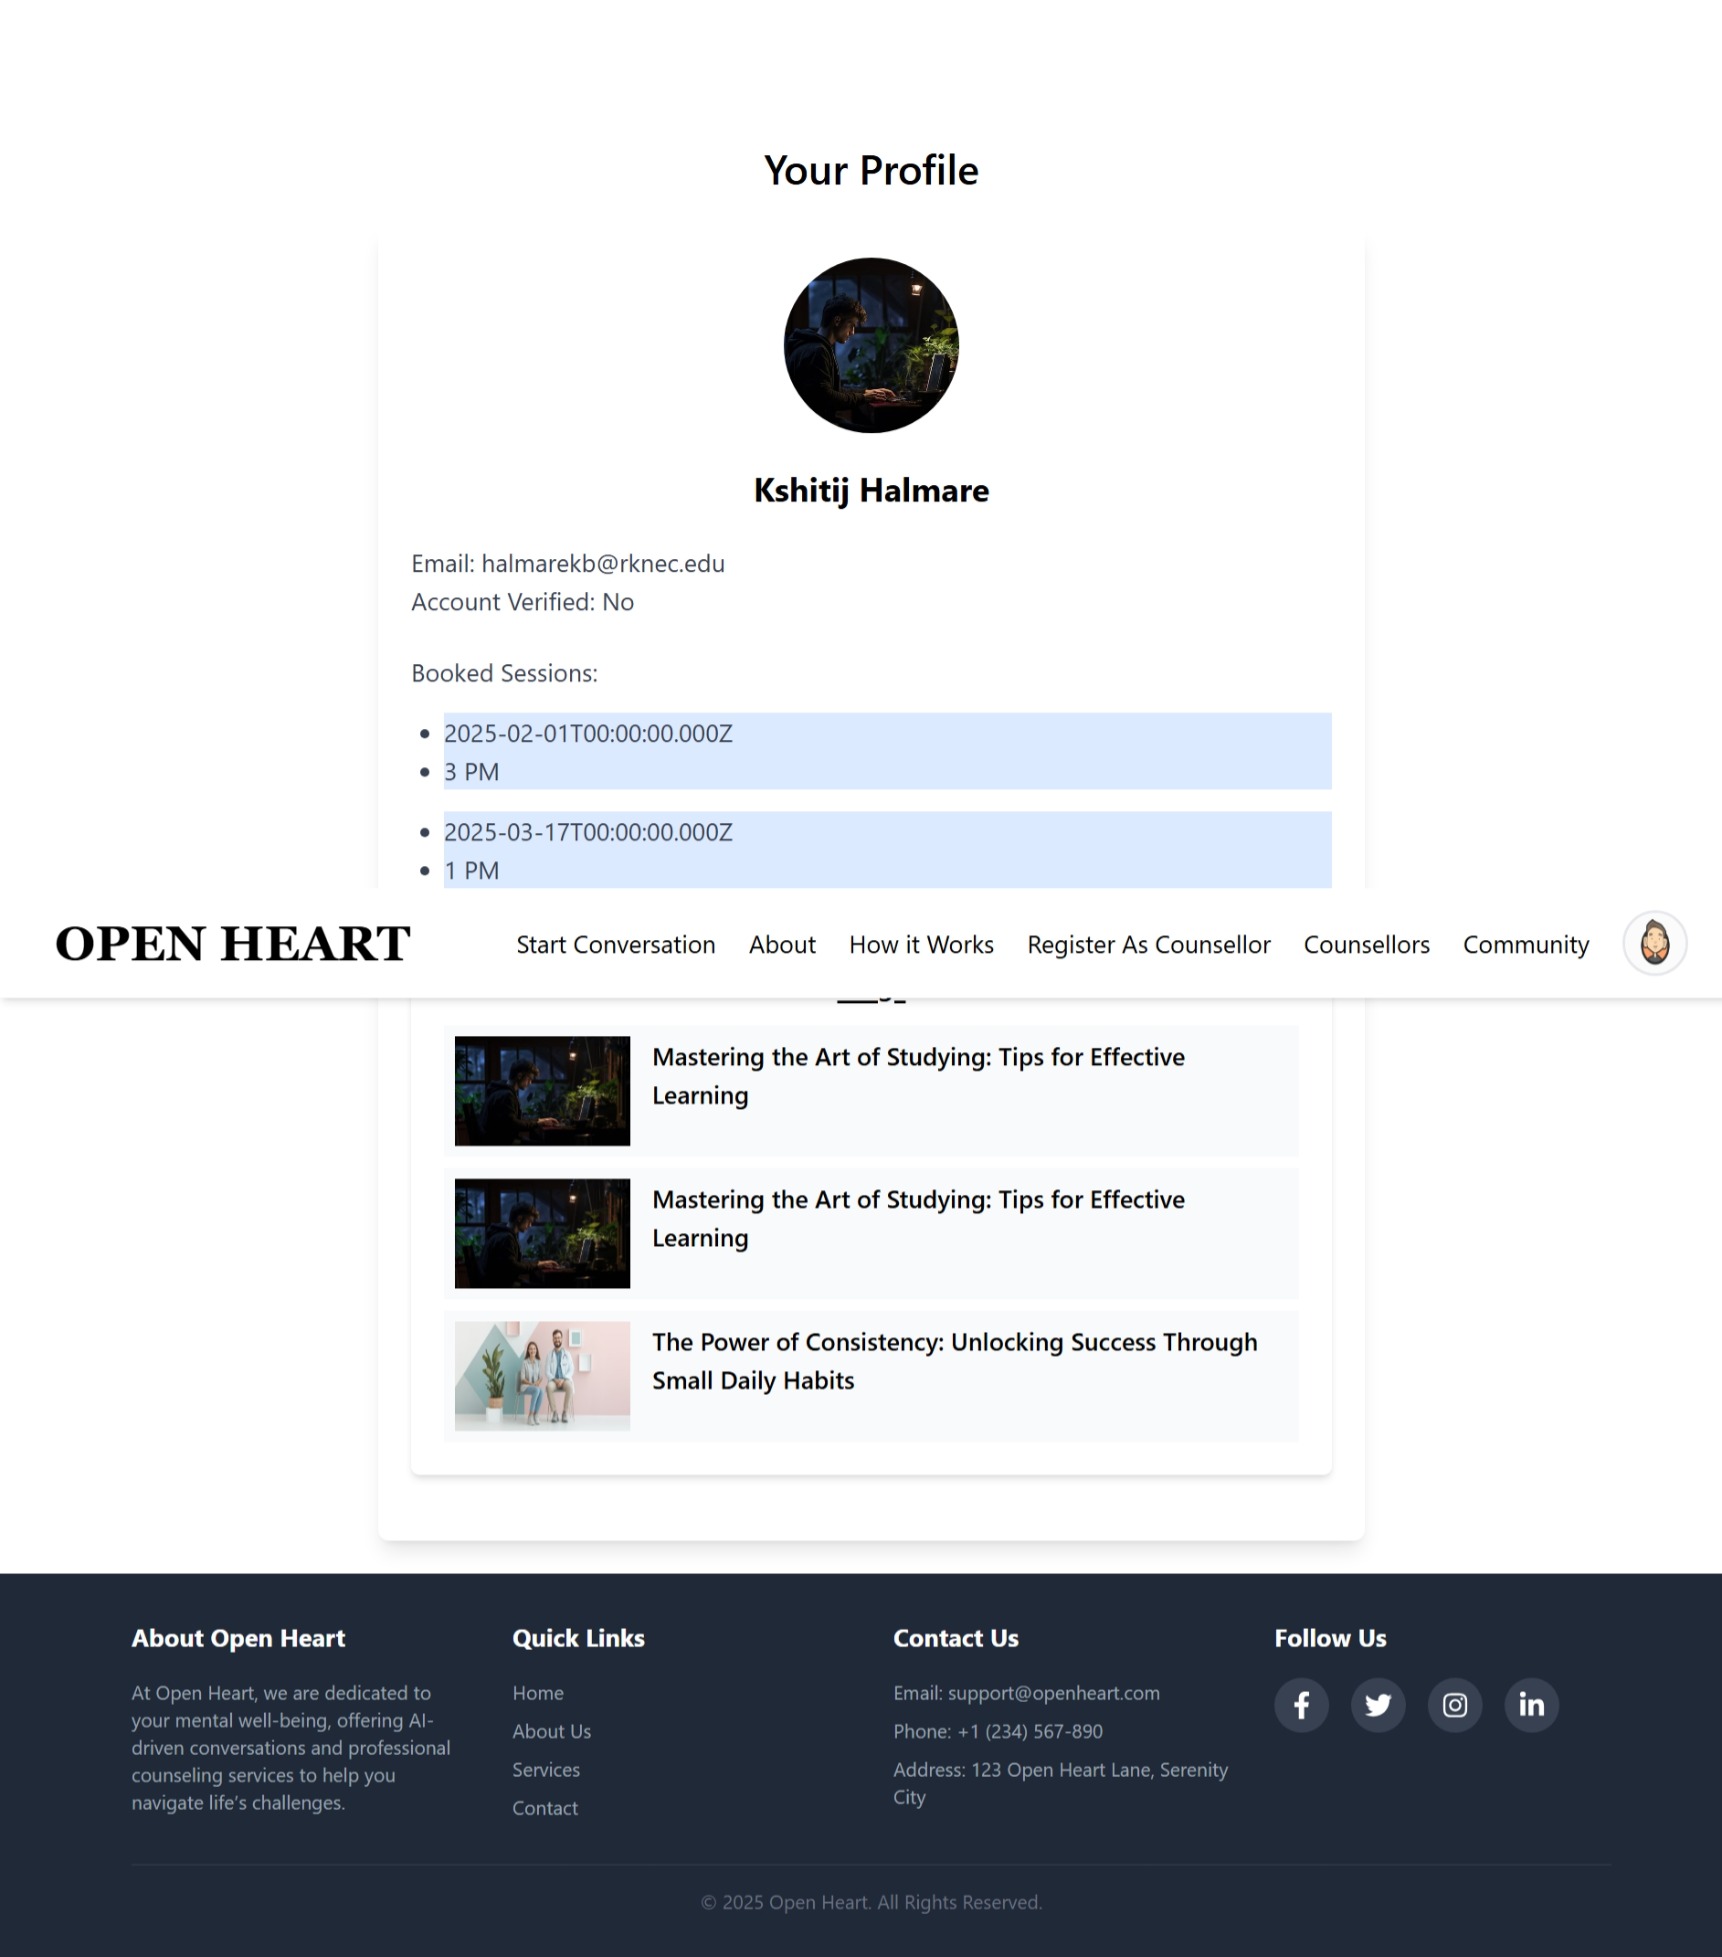 Your Profile
Kshitij Halmare
Email: halmarekb@rknec.edu
Account Verified: No
Booked Sessions:
2025-02-01T00:00:00.000Z
3 PM
2025-03-17T00:00:00.000Z
1 PM
OPEN HEART
Start Conversation
About
How it Works
Register As Counsellor
Counsellors
Community
Mastering the Art of Studying: Tips for Effective
Learning
Mastering the Art of Studying: Tips for Effective
Learning
The Power of Consistency: Unlocking Success Through
Small Daily Habits
About Open Heart
At Open Heart, we are dedicated to
your mental well-being, offering AI-
driven conversations and professional
counseling services to help you
navigate life’s challenges.
Quick Links
Home
About Us
Services
Contact
Contact Us
Email: support@openheart.com
Phone: +1 (234) 567-890
Address: 123 Open Heart Lane, Serenity
City
Follow Us
© 2025 Open Heart. All Rights Reserved.